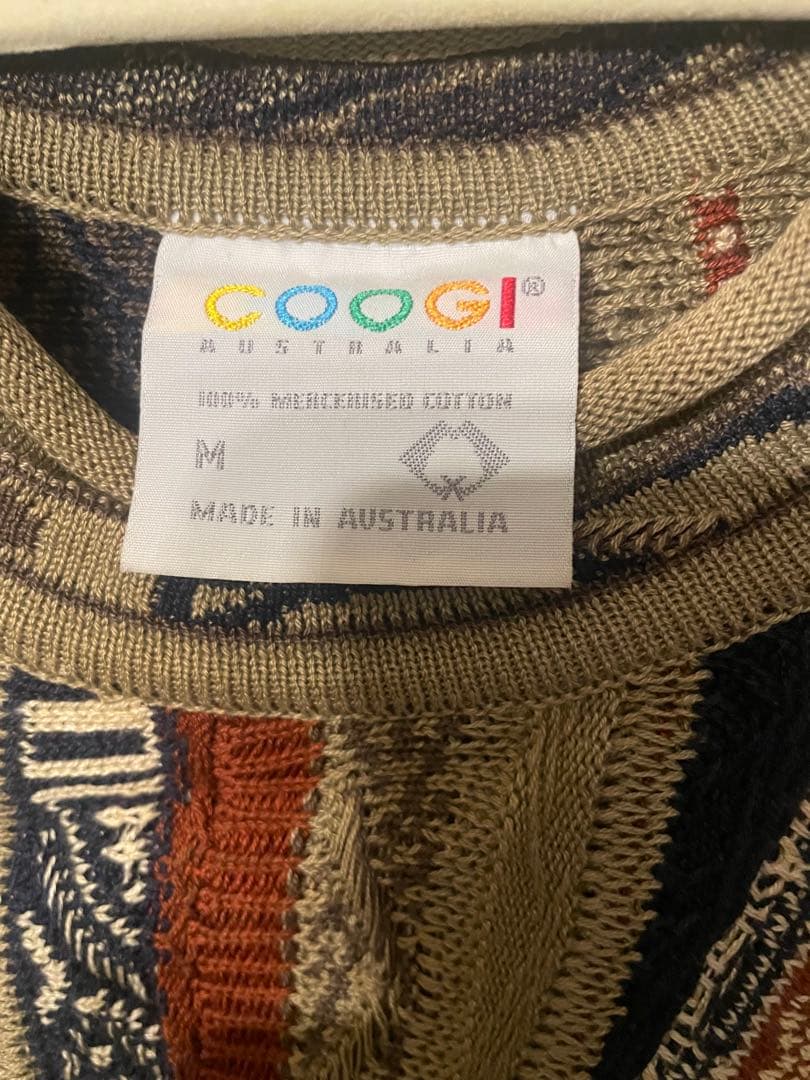 COOGI®
AUSTRALIA
100% MERCERISED COTTON
M
MADE IN AUSTRALIA